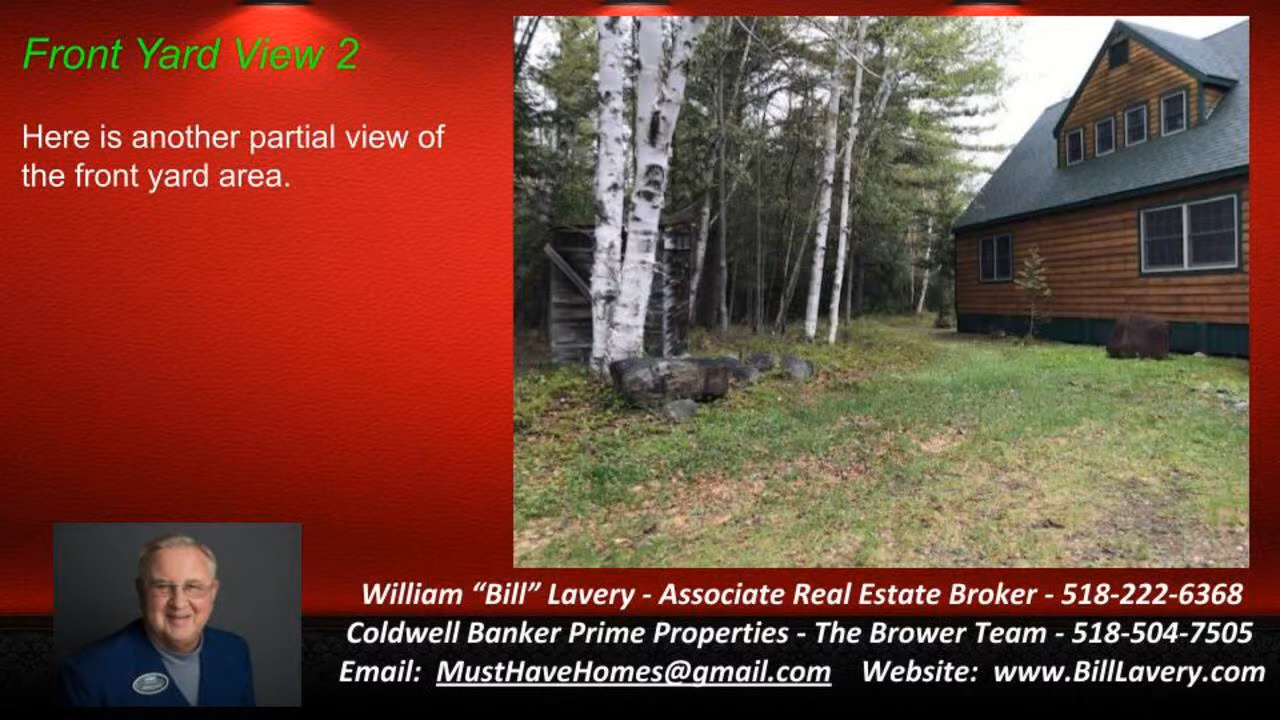 Front Yard View 2
Here is another partial view of
the front yard area.
William “Bill” Lavery - Associate Real Estate Broker - 518-222-6368
Coldwell Banker Prime Properties - The Brower Team - 518-504-7505
Email: MustHaveHomes@gmail.com Website: www.BillLavery.com